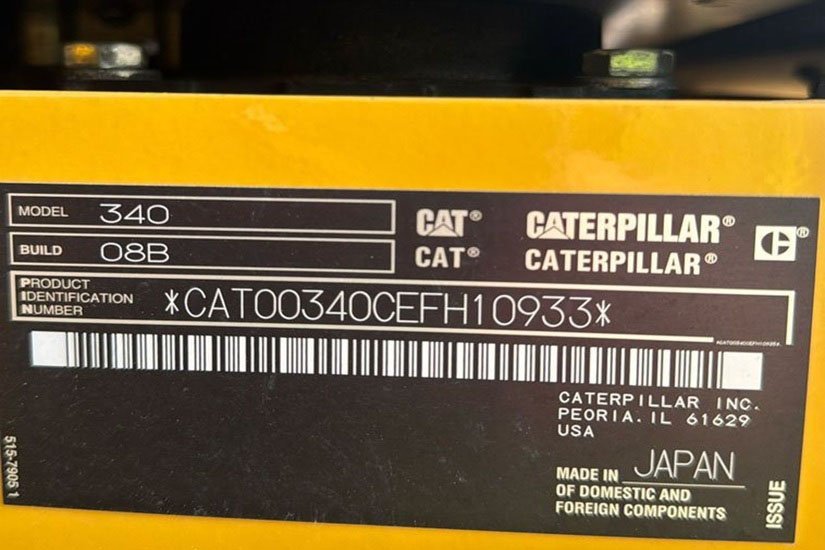 MODEL 340
BUILD 08B
CAT® CATERPILLAR®
CAT® CATERPILLAR®
CE®
PRODUCT
IDENTIFICATION
NUMBER
*CAT00340CEFH10933*
CATERPILLAR INC.
PEORIA. IL 61629
USA
MADE IN JAPAN
OF DOMESTIC AND
FOREIGN COMPONENTS
ISSUE
515-7905 1